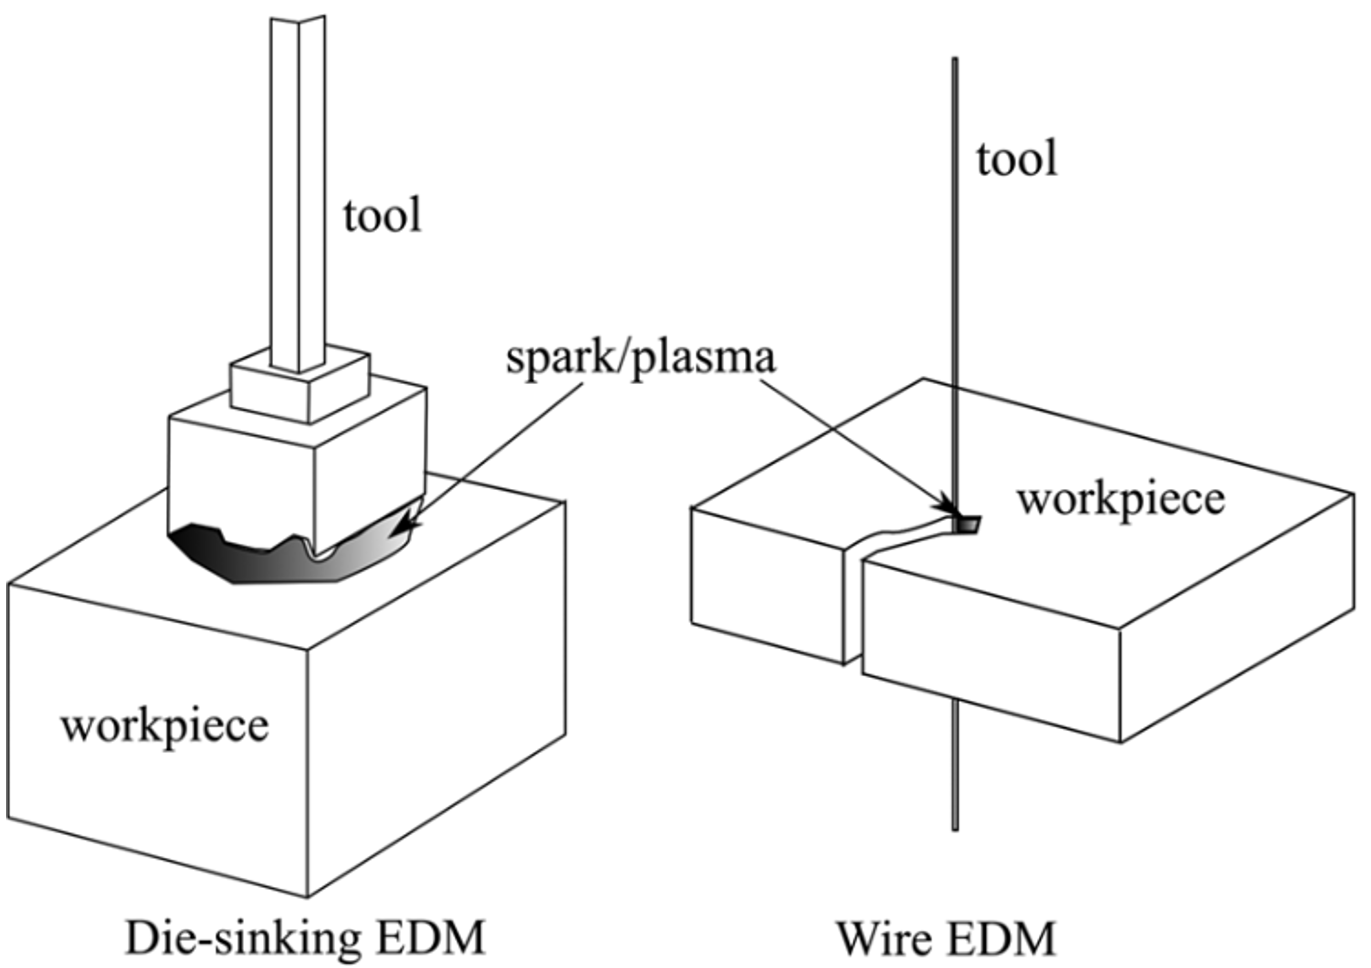 tool
tool
spark/plasma
workpiece
workpiece
Die-sinking EDM
Wire EDM